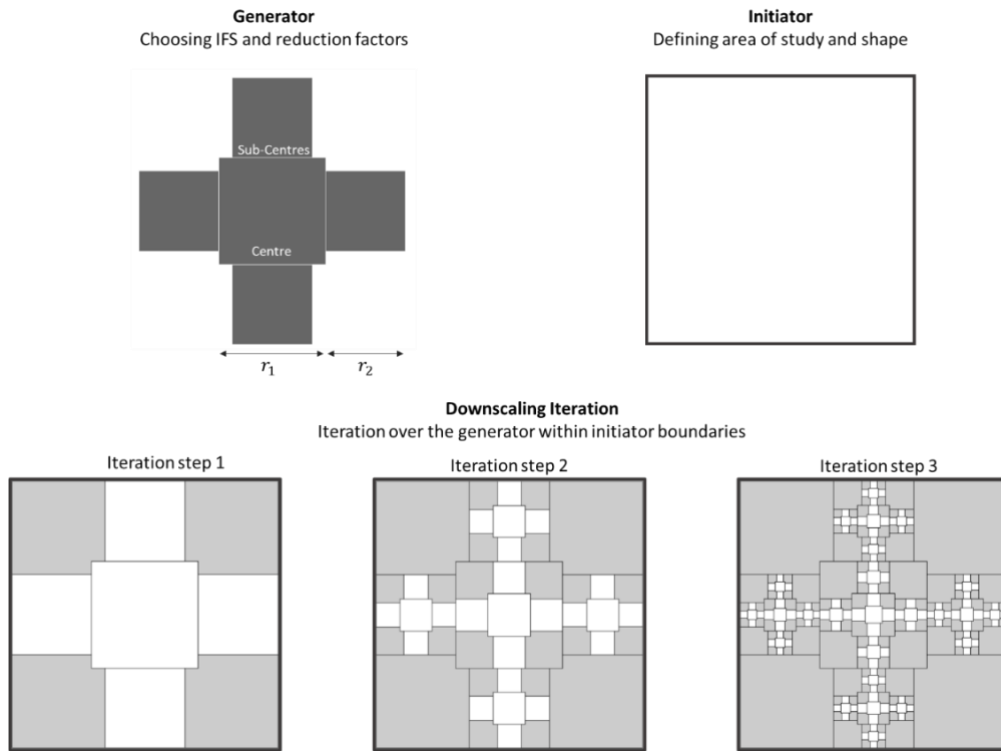 Generator
Choosing IFS and reduction factors
Initiator
Defining area of study and shape
Sub-Centres
Centre
r₁
r₂
Downscaling Iteration
Iteration over the generator within initiator boundaries
Iteration step 1
Iteration step 2
Iteration step 3